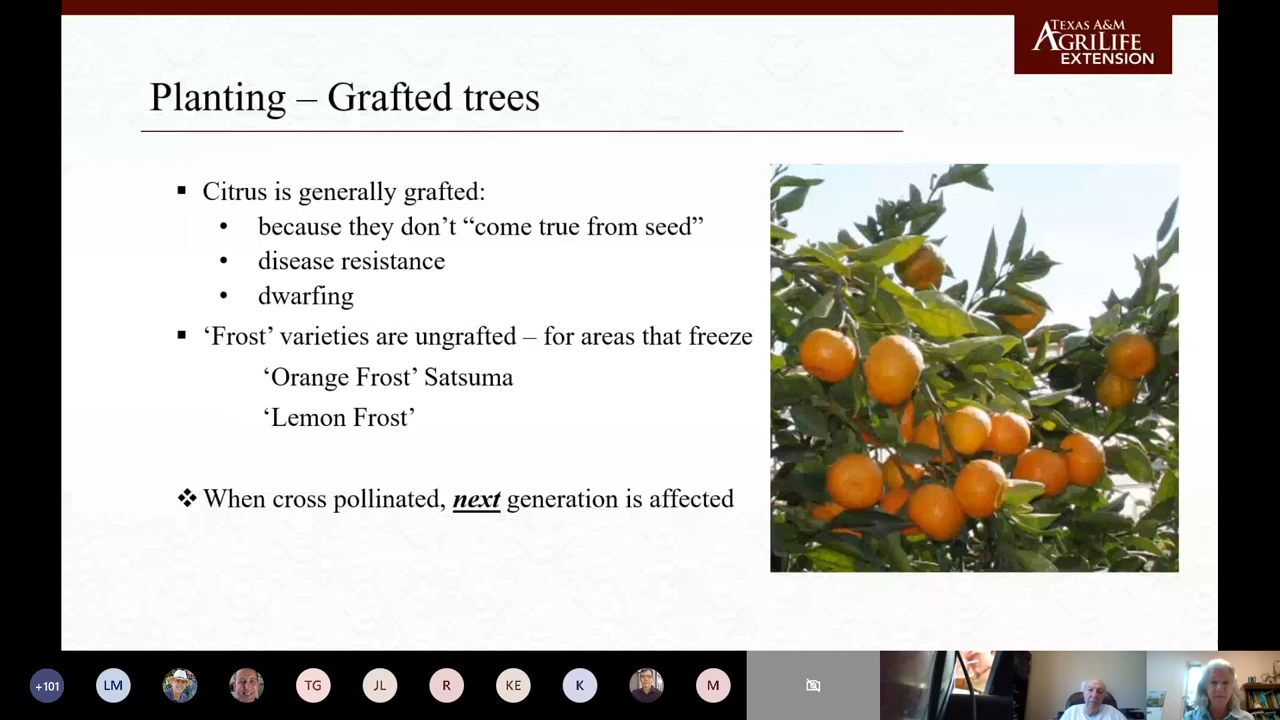 TEXAS A&M
AGRILIFE
EXTENSION
Planting – Grafted trees
▪ Citrus is generally grafted:
• because they don’t “come true from seed”
• disease resistance
• dwarfing
▪ ‘Frost’ varieties are ungrafted – for areas that freeze
‘Orange Frost’ Satsuma
‘Lemon Frost’
❖ When cross pollinated, next generation is affected
+101 LM TG JL R KE K M